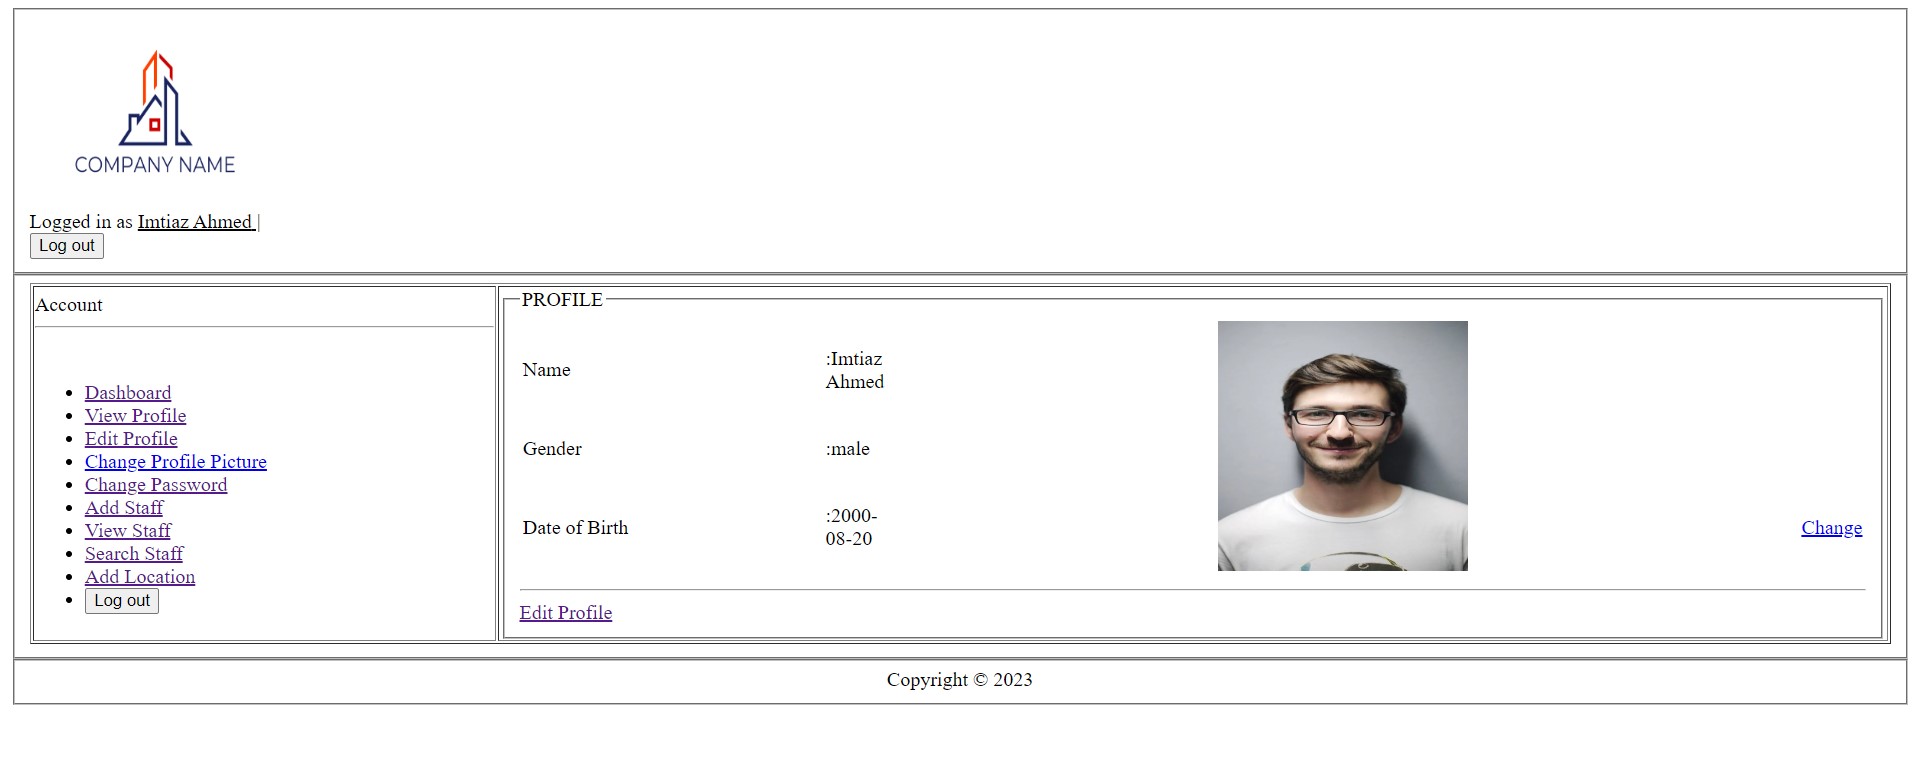 COMPANY NAME
Logged in as Imtiaz Ahmed |
Log out
Account
Dashboard
View Profile
Edit Profile
Change Profile Picture
Change Password
Add Staff
View Staff
Search Staff
Add Location
Log out
PROFILE
Name
:Imtiaz
Ahmed
Gender
:male
Date of Birth
:2000-
08-20
Change
Edit Profile
Copyright © 2023